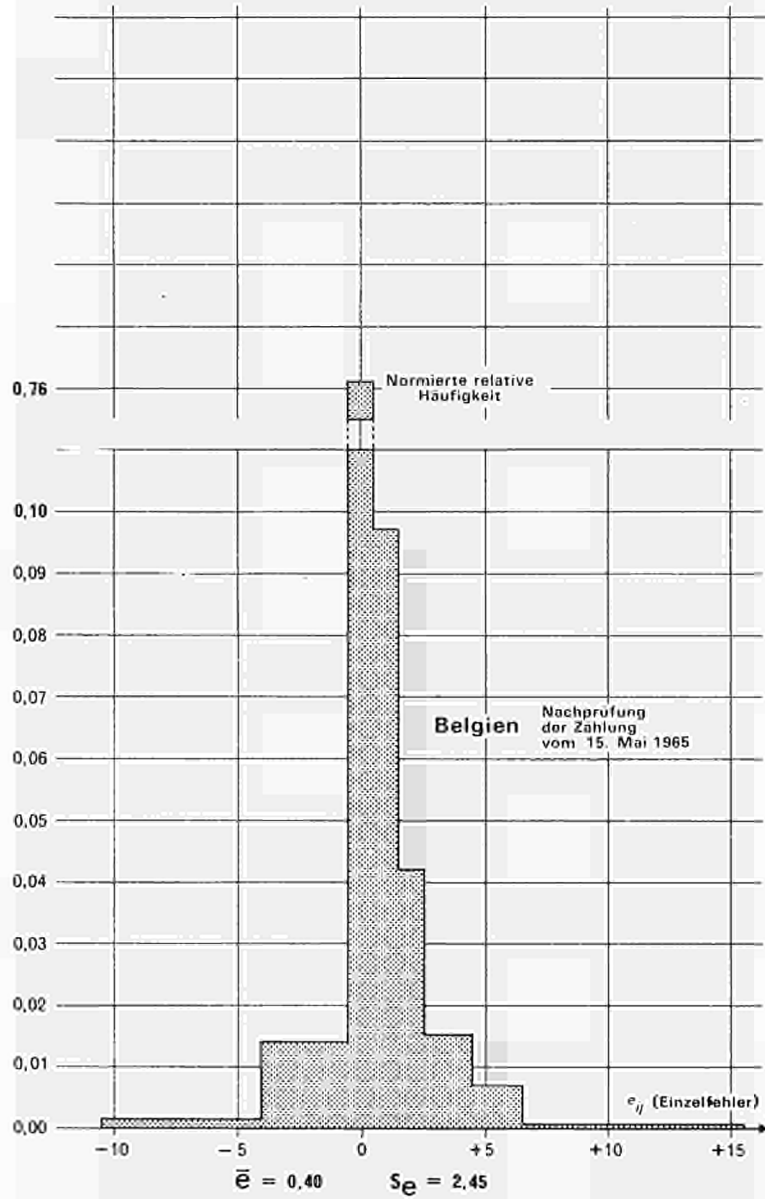 0,76
Normierte relative
Häufigkeit
0,10
0,09
0,08
0,07
Belgien
Nachprüfung
der Zählung
vom 15. Mai 1965
0,06
0,05
0,04
0,03
0,02
0,01
e_ij (Einzelfehler)
0,00
-10 -5 0 +5 +10 +15
ē = 0,40 Se = 2,45